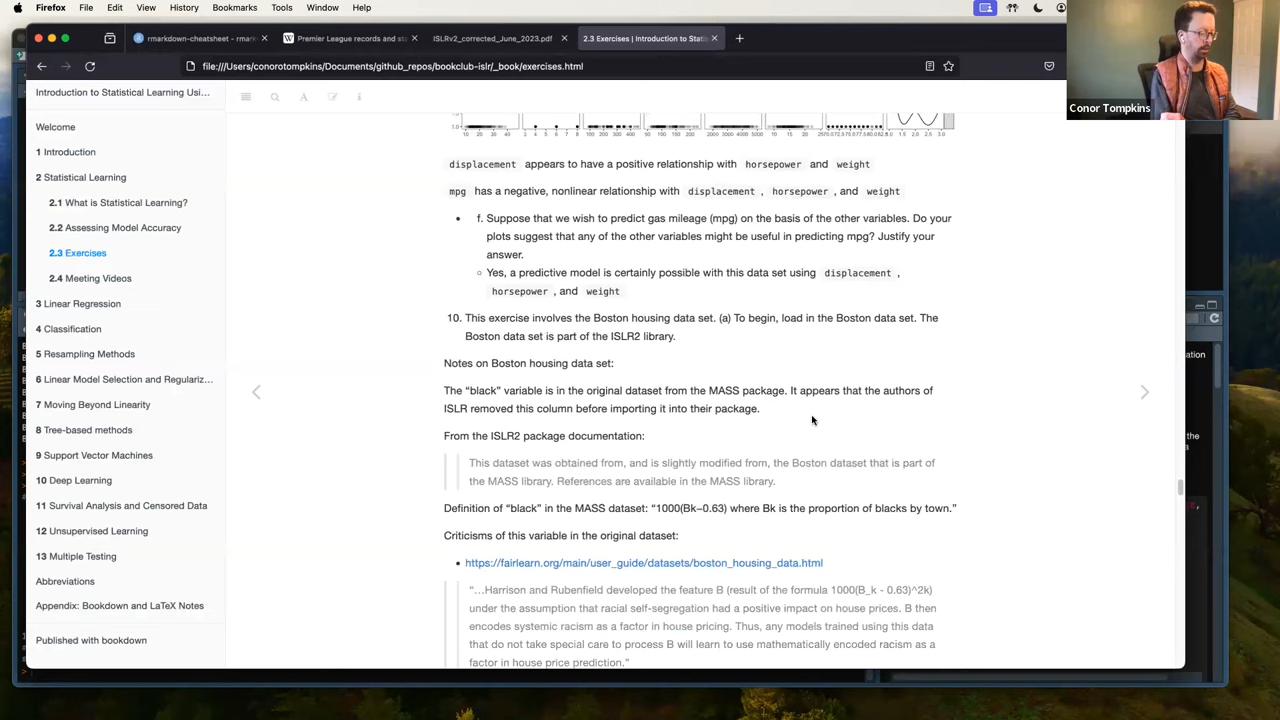 Firefox File Edit View History Bookmarks Tools Window Help
rmarkdown-cheatsheet - rma
Premier League records and sta
ISLRv2_corrected_June_2023.pdf
2.3 Exercises | Introduction to Stati
file:///Users/conorotompkins/Documents/github_repos/bookclub-islr/_book/exercises.html
Conor Tompkins
Introduction to Statistical Learning Usi...
Welcome
1 Introduction
2 Statistical Learning
2.1 What is Statistical Learning?
2.2 Assessing Model Accuracy
2.3 Exercises
2.4 Meeting Videos
3 Linear Regression
4 Classification
5 Resampling Methods
6 Linear Model Selection and Regulariz...
7 Moving Beyond Linearity
8 Tree-based methods
9 Support Vector Machines
10 Deep Learning
11 Survival Analysis and Censored Data
12 Unsupervised Learning
13 Multiple Testing
Abbreviations
Appendix: Bookdown and LaTeX Notes
Published with bookdown
displacement appears to have a positive relationship with horsepower and weight
mpg has a negative, nonlinear relationship with displacement , horsepower , and weight
• f. Suppose that we wish to predict gas mileage (mpg) on the basis of the other variables. Do your
plots suggest that any of the other variables might be useful in predicting mpg? Justify your
answer.
○ Yes, a predictive model is certainly possible with this data set using displacement ,
horsepower , and weight
10. This exercise involves the Boston housing data set. (a) To begin, load in the Boston data set. The
Boston data set is part of the ISLR2 library.
Notes on Boston housing data set:
The “black” variable is in the original dataset from the MASS package. It appears that the authors of
ISLR removed this column before importing it into their package.
From the ISLR2 package documentation:
This dataset was obtained from, and is slightly modified from, the Boston dataset that is part of
the MASS library. References are available in the MASS library.
Definition of “black” in the MASS dataset: “1000(Bk−0.63) where Bk is the proportion of blacks by town.”
Criticisms of this variable in the original dataset:
• https://fairlearn.org/main/user_guide/datasets/boston_housing_data.html
“...Harrison and Rubenfield developed the feature B (result of the formula 1000(B_k - 0.63)^2k)
under the assumption that racial self-segregation had a positive impact on house prices. B then
encodes systemic racism as a factor in house pricing. Thus, any models trained using this data
that do not take special care to process B will learn to use mathematically encoded racism as a
factor in house price prediction.”